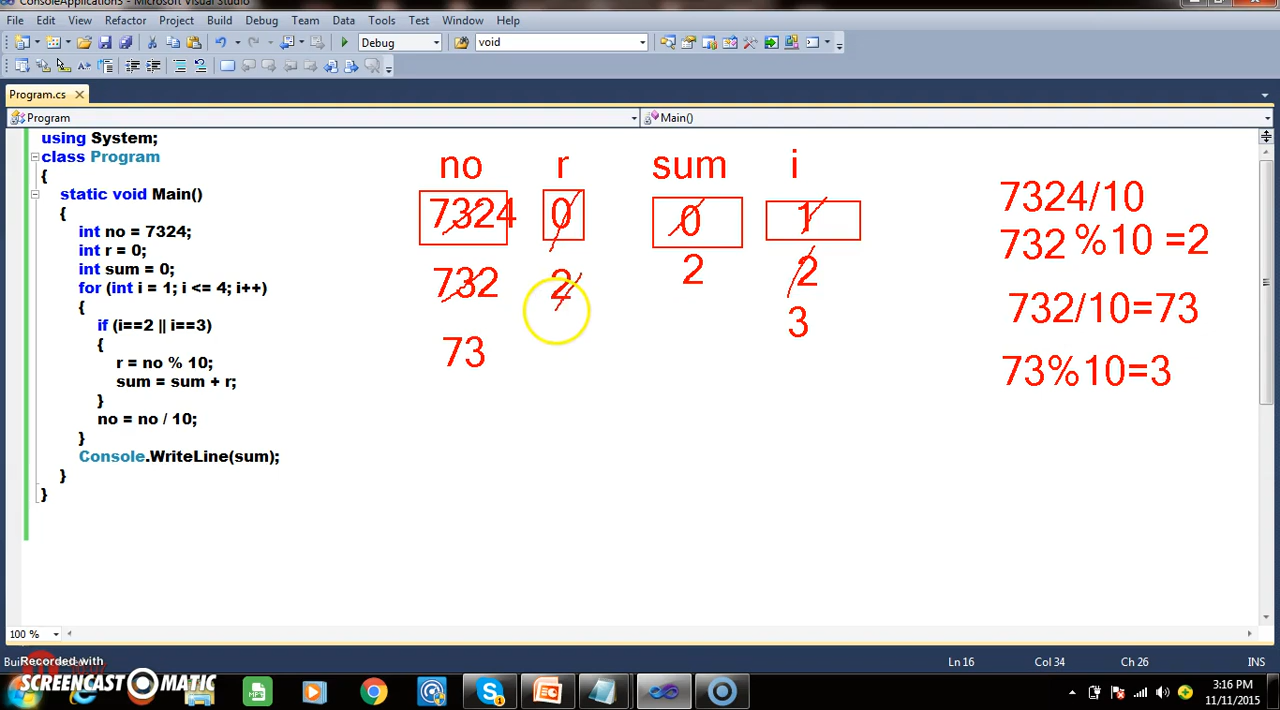 ConsoleApplication3 - Microsoft Visual Studio
File Edit View Refactor Project Build Debug Team Data Tools Test Window Help
Debug void
Program.cs
Program Main()
using System;
class Program
{
static void Main()
{
int no = 7324;
int r = 0;
int sum = 0;
for (int i = 1; i <= 4; i++)
{
if (i==2 || i==3)
{
r = no % 10;
sum = sum + r;
}
no = no / 10;
}
Console.WriteLine(sum);
}
}
no r sum i
7324 0 0 1
732 2 2 2
73 3
7324/10
732 %10 =2
732/10=73
73%10=3
100 %
Ln 16 Col 34 Ch 26 INS
Recorded with
SCREENCAST MATIC
MP3
S 1
3:16 PM
11/11/2015